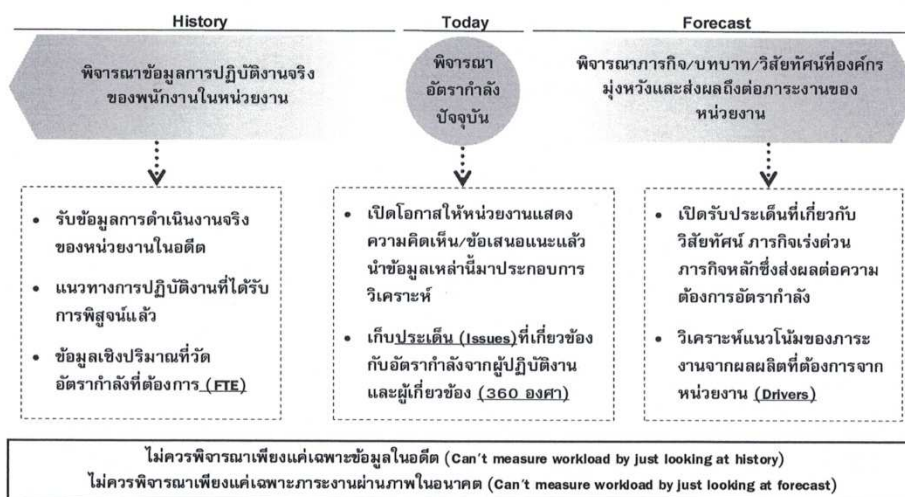 History
Today
Forecast
พิจารณาข้อมูลการปฏิบัติงานจริง
ของพนักงานในหน่วยงาน
พิจารณา
อัตรากำลัง
ปัจจุบัน
พิจารณาภารกิจ/บทบาท/วิสัยทัศน์ที่องค์กร
มุ่งหวังและส่งผลถึงต่อภาระงานของ
หน่วยงาน
• รับข้อมูลการดำเนินงานจริง
ของหน่วยงานในอดีต
• แนวทางการปฏิบัติงานที่ได้รับ
การพิสูจน์แล้ว
• ข้อมูลเชิงปริมาณที่วัด
อัตรากำลังที่ต้องการ (FTE)
• เปิดโอกาสให้หน่วยงานแสดง
ความคิดเห็น/ข้อเสนอแนะแล้ว
นำข้อมูลเหล่านี้มาประกอบการ
วิเคราะห์
• เก็บประเด็น (Issues)ที่เกี่ยวข้อง
กับอัตรากำลังจากผู้ปฏิบัติงาน
และผู้เกี่ยวข้อง (360 องศา)
• เปิดรับประเด็นที่เกี่ยวกับ
วิสัยทัศน์ ภารกิจเร่งด่วน
ภารกิจหลักซึ่งส่งผลต่อความ
ต้องการอัตรากำลัง
• วิเคราะห์แนวโน้มของภาระ
งานจากผลผลิตที่ต้องการจาก
หน่วยงาน (Drivers)
ไม่ควรพิจารณาเพียงแค่เฉพาะข้อมูลในอดีต (Can't measure workload by just looking at history)
ไม่ควรพิจารณาเพียงแค่เฉพาะภาระงานผ่านภาพในอนาคต (Can't measure workload by just looking at forecast)